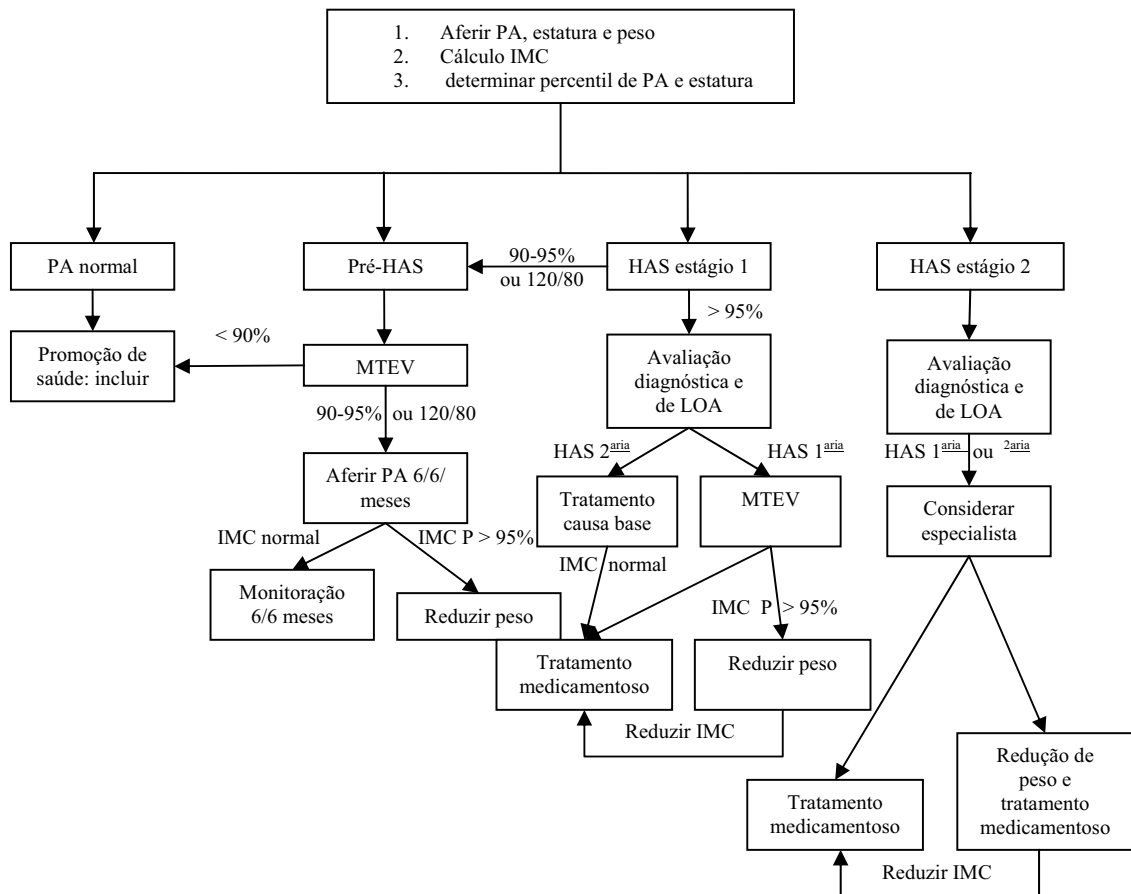 1. Aferir PA, estatura e peso
2. Cálculo IMC
3. determinar percentil de PA e estatura
PA normal
Pré-HAS
90-95%
ou 120/80
HAS estágio 1
HAS estágio 2
> 95%
< 90%
Promoção de
saúde: incluir
MTEV
Avaliação
diagnóstica e
de LOA
Avaliação
diagnóstica e
de LOA
90-95% ou 120/80
HAS 2aria
HAS 1aria
HAS 1aria ou 2aria
Aferir PA 6/6/
meses
Tratamento
causa base
MTEV
Considerar
especialista
IMC normal
IMC P > 95%
IMC normal
Monitoração
6/6 meses
Reduzir peso
IMC P > 95%
Tratamento
medicamentoso
Reduzir peso
Reduzir IMC
Tratamento
medicamentoso
Redução de
peso e
tratamento
medicamentoso
Reduzir IMC